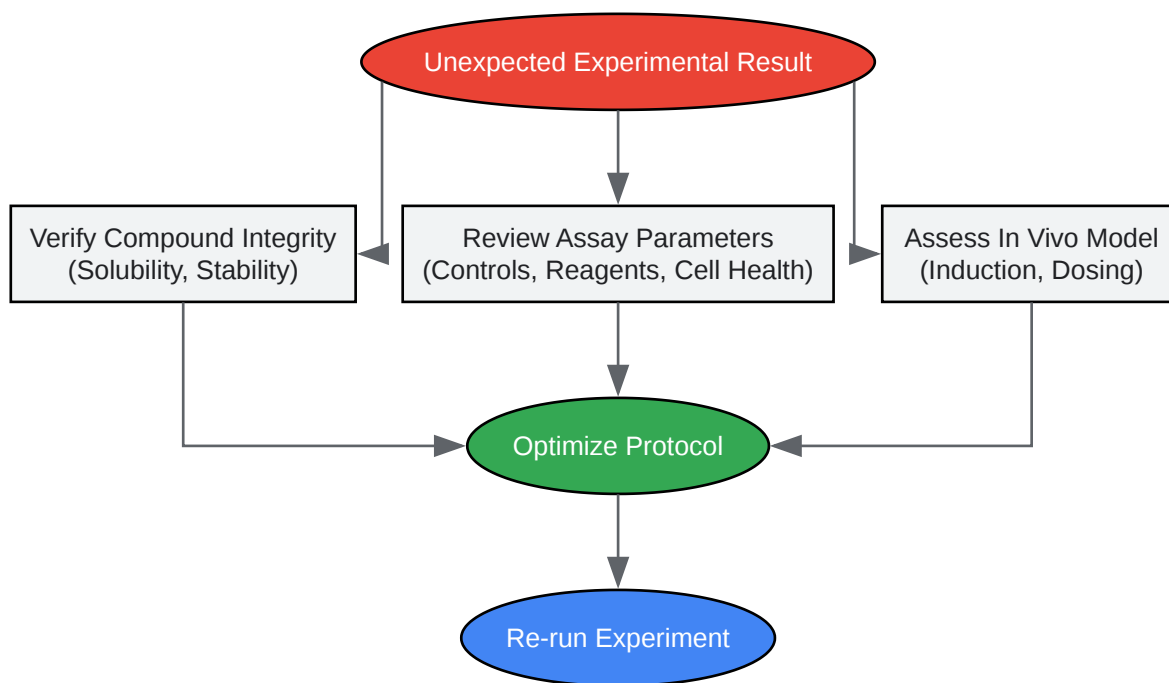 Unexpected Experimental Result
Verify Compound Integrity
(Solubility, Stability)
Review Assay Parameters
(Controls, Reagents, Cell Health)
Assess In Vivo Model
(Induction, Dosing)
Optimize Protocol
Re-run Experiment